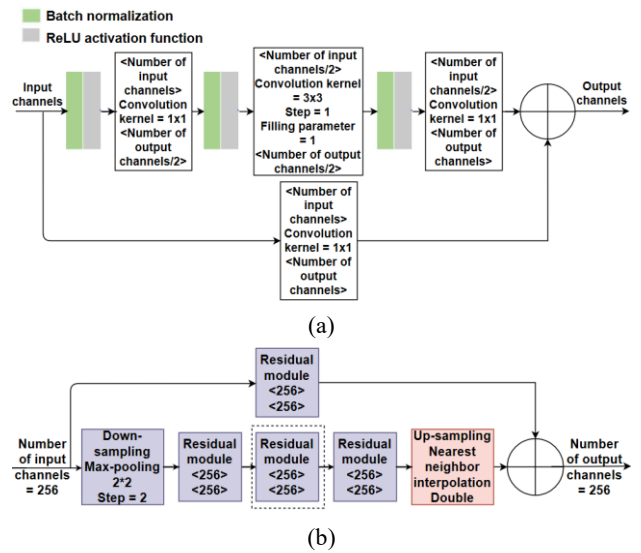 Batch normalization
ReLU activation function
Input
channels
<Number of
input
channels>
Convolution
kernel = 1x1
<Number of
output
channels/2>
<Number of input
channels/2>
Convolution kernel
= 3x3
Step = 1
Filling parameter
= 1
<Number of output
channels/2>
<Number of
input
channels/2>
Convolution
kernel = 1x1
<Number of
output
channels>
Output
channels
<Number of
input
channels>
Convolution
kernel = 1x1
<Number of
output
channels>
(a)
Residual
module
<256>
<256>
Number
of input
channels
= 256
Down-
sampling
Max-pooling
2*2
Step = 2
Residual
module
<256>
<256>
Residual
module
<256>
<256>
Residual
module
<256>
<256>
Up-sampling
Nearest
neighbor
interpolation
Double
Number
of output
channels
= 256
(b)